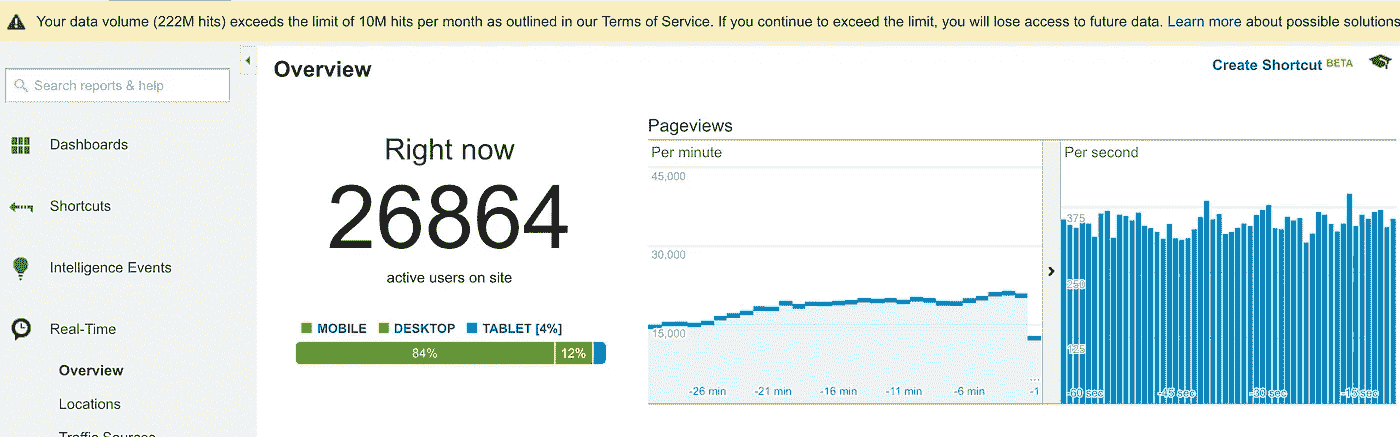 Your data volume (222M hits) exceeds the limit of 10M hits per month as outlined in our Terms of Service. If you continue to exceed the limit, you will lose access to future data. Learn more about possible solutions
Search reports & help
Dashboards
Shortcuts
Intelligence Events
Real-Time
Overview
Locations
Traffic Sources
Overview
Create Shortcut BETA
Right now
26864
active users on site
MOBILE DESKTOP TABLET [4%]
84% 12%
Pageviews
Per minute
45,000
30,000
15,000
...
-26 min -21 min -16 min -11 min -6 min -1
Per second
375
250
125
-60 sec -45 sec -30 sec -15 sec